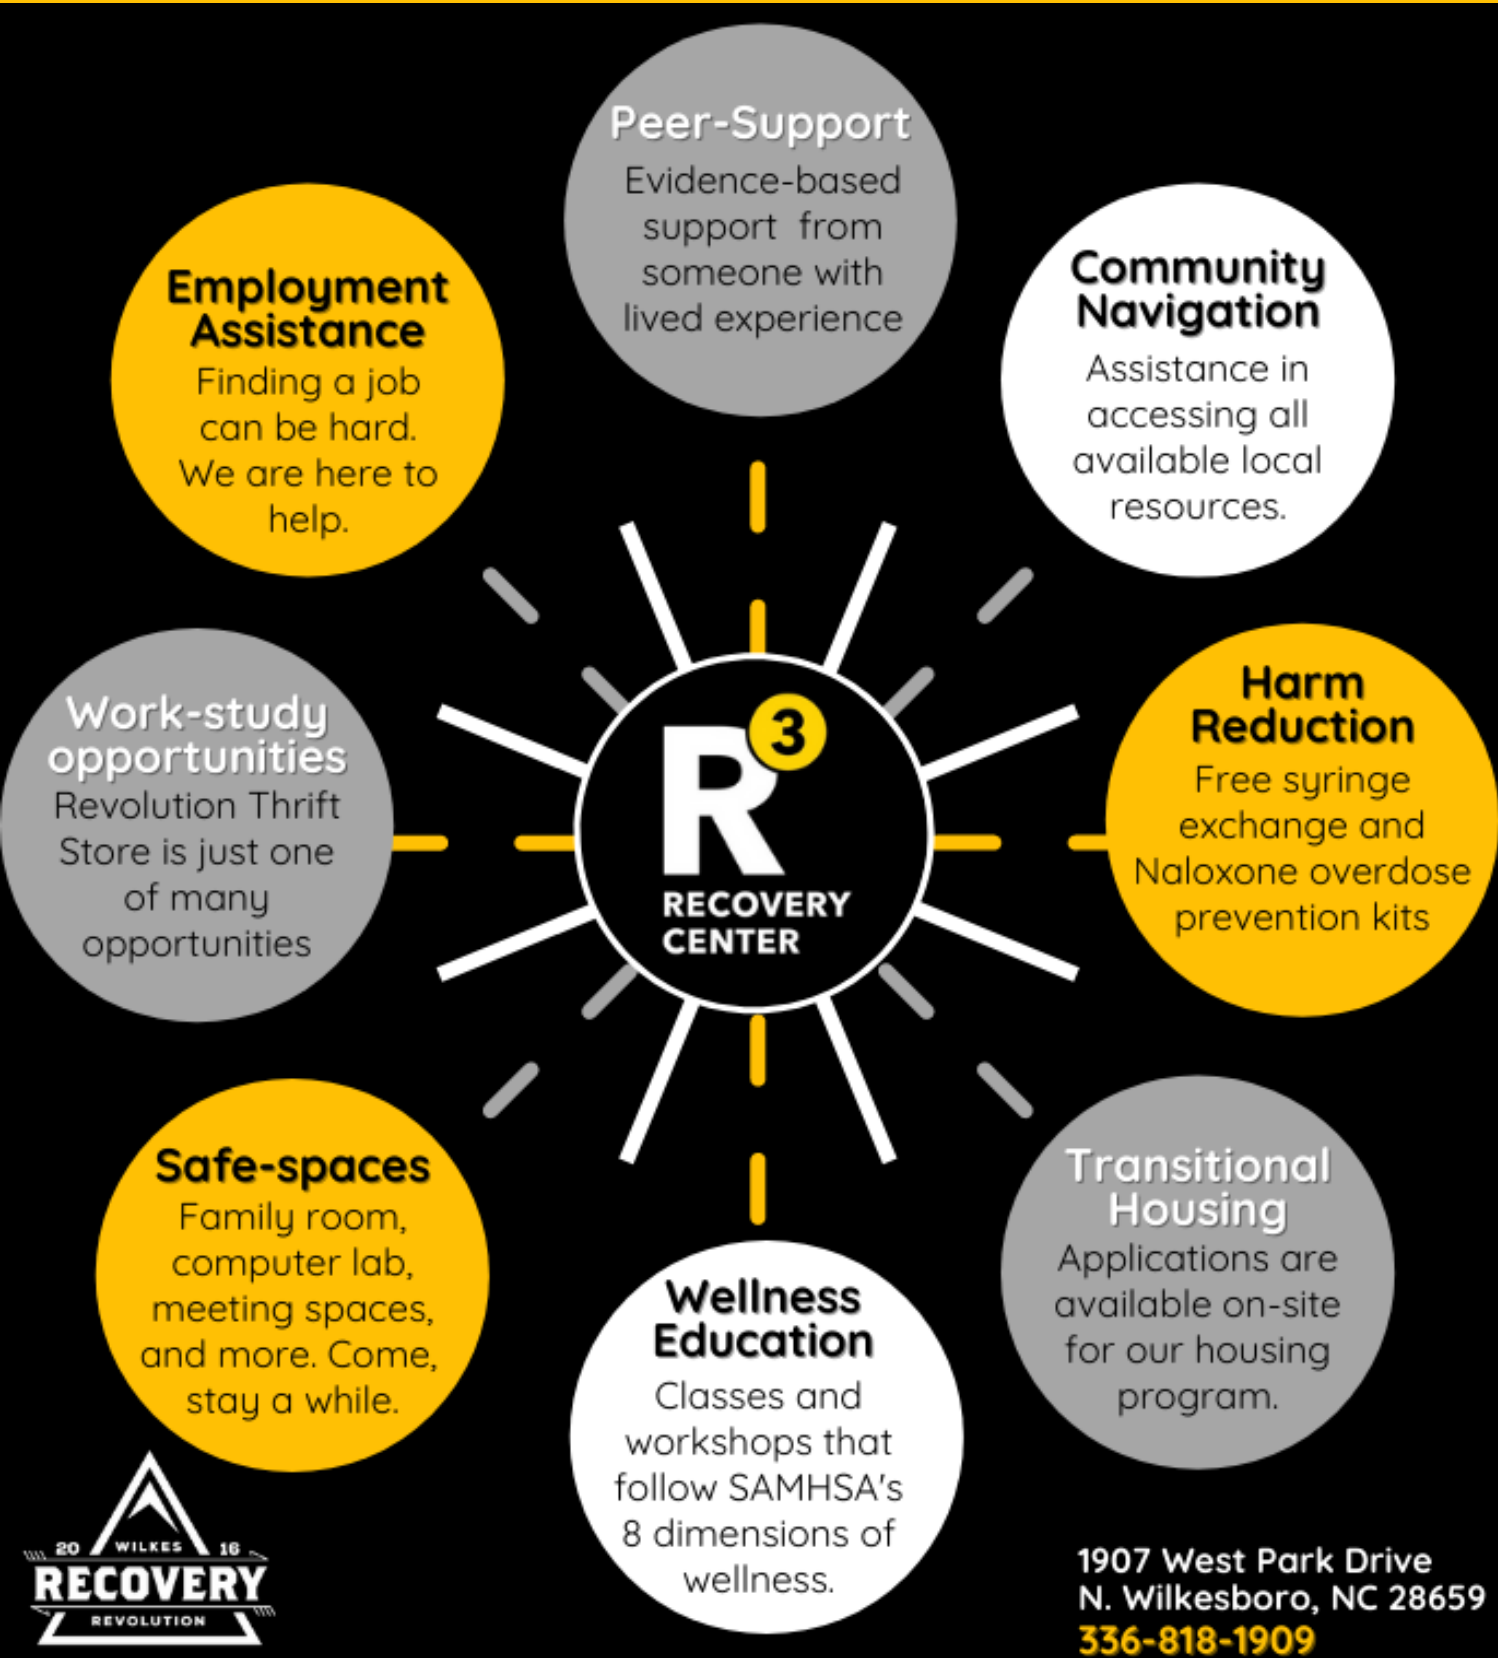 Peer-Support
Evidence-based
support from
someone with
lived experience
Employment
Assistance
Finding a job
can be hard.
We are here to
help.
Community
Navigation
Assistance in
accessing all
available local
resources.
Work-study
opportunities
Revolution Thrift
Store is just one
of many
opportunities
R3
RECOVERY
CENTER
Harm
Reduction
Free syringe
exchange and
Naloxone overdose
prevention kits
Safe-spaces
Family room,
computer lab,
meeting spaces,
and more. Come,
stay a while.
Wellness
Education
Classes and
workshops that
follow SAMHSA's
8 dimensions of
wellness.
Transitional
Housing
Applications are
available on-site
for our housing
program.
20 WILKES 16
RECOVERY
REVOLUTION
1907 West Park Drive
N. Wilkesboro, NC 28659
336-818-1909